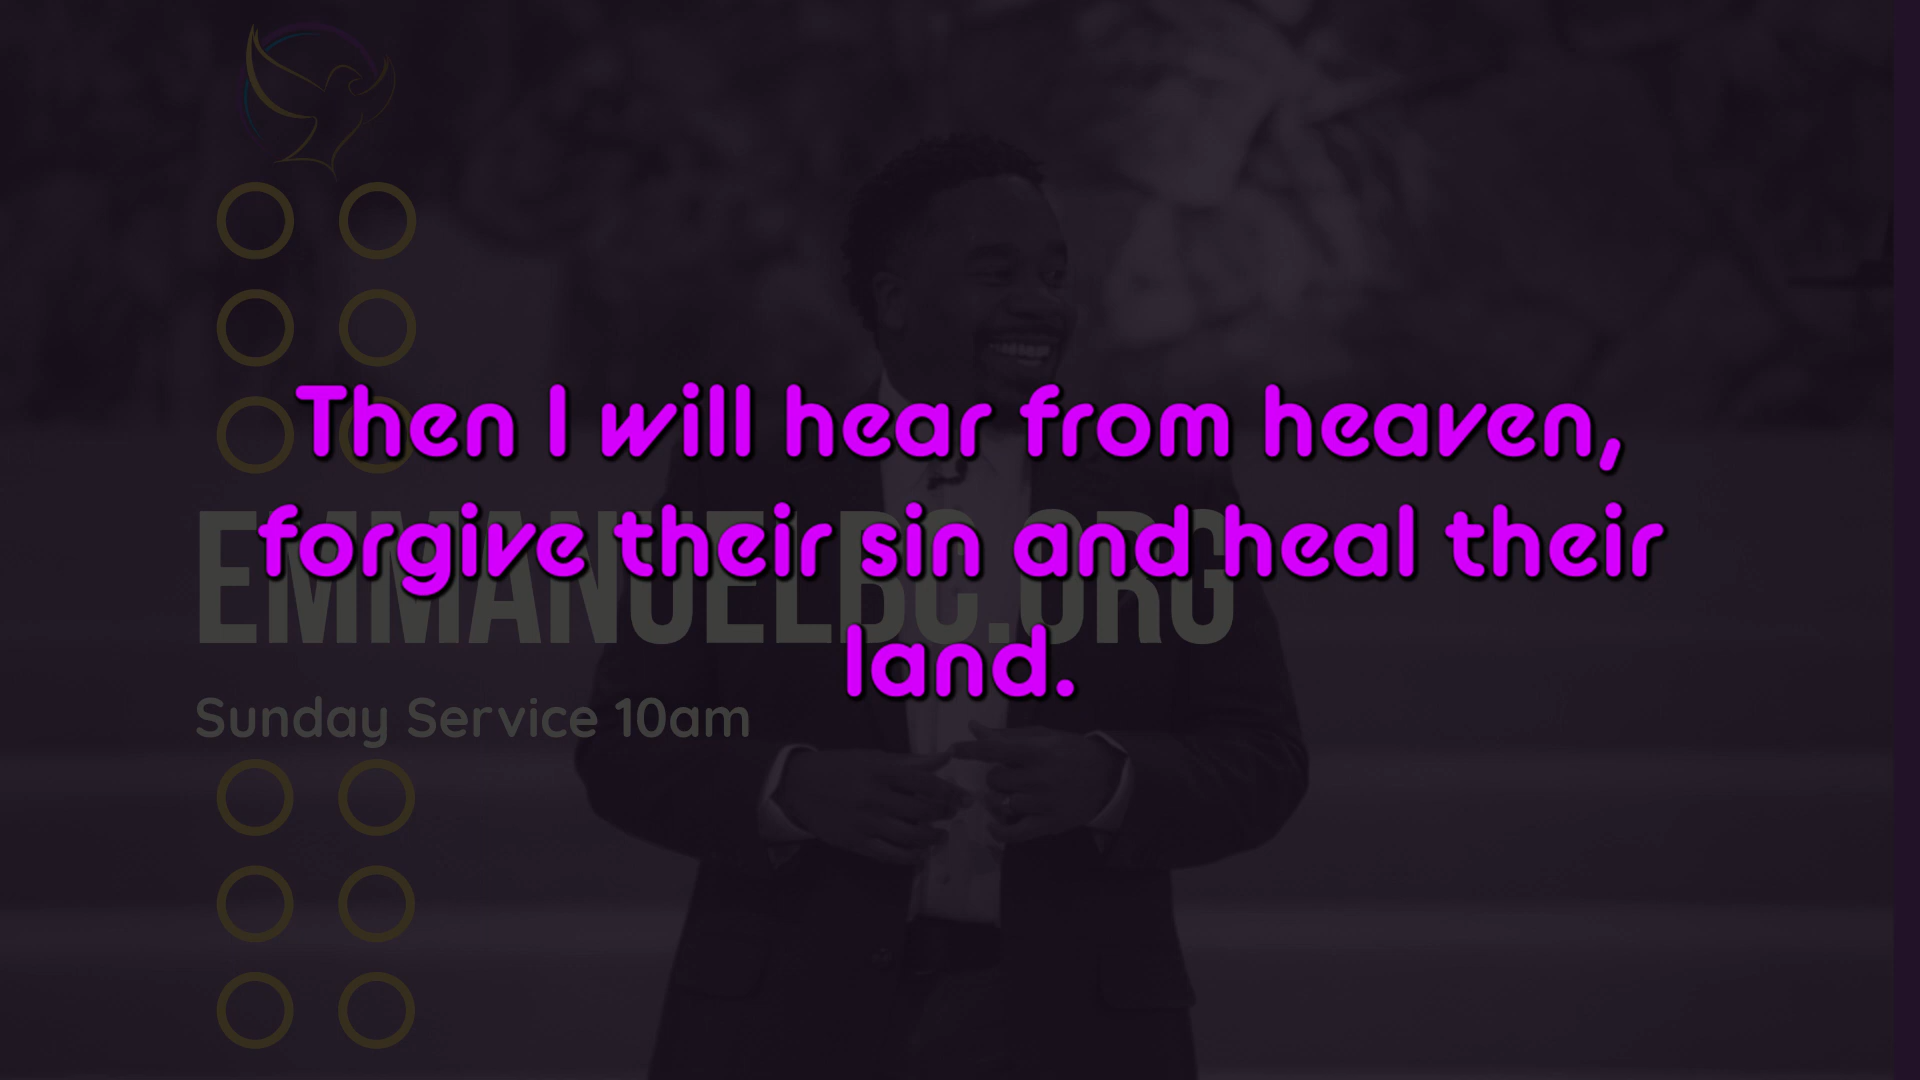 Then I will hear from heaven,
forgive their sin and heal their
land.
EMMANUELBC.ORG
Sunday Service 10am